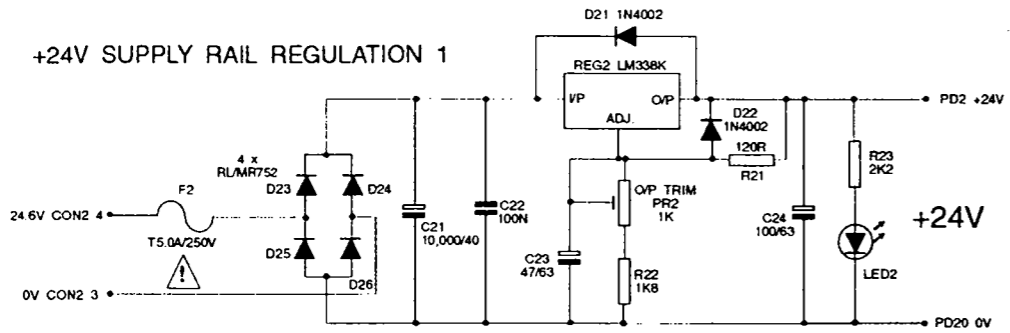 +24V SUPPLY RAIL REGULATION 1
D21 1N4002
REG2 LM338K
I/P
O/P
ADJ.
PD2 +24V
D22
1N4002
120R
R21
4 x
RL/MR752
D23
D24
F2
24.6V CON2 4
T5.0A/250V
!
D25
D26
0V CON2 3
C21
10,000/40
C22
100N
O/P TRIM
PR2
1K
C23
47/63
R22
1K8
C24
100/63
R23
2K2
+24V
LED2
PD20 0V